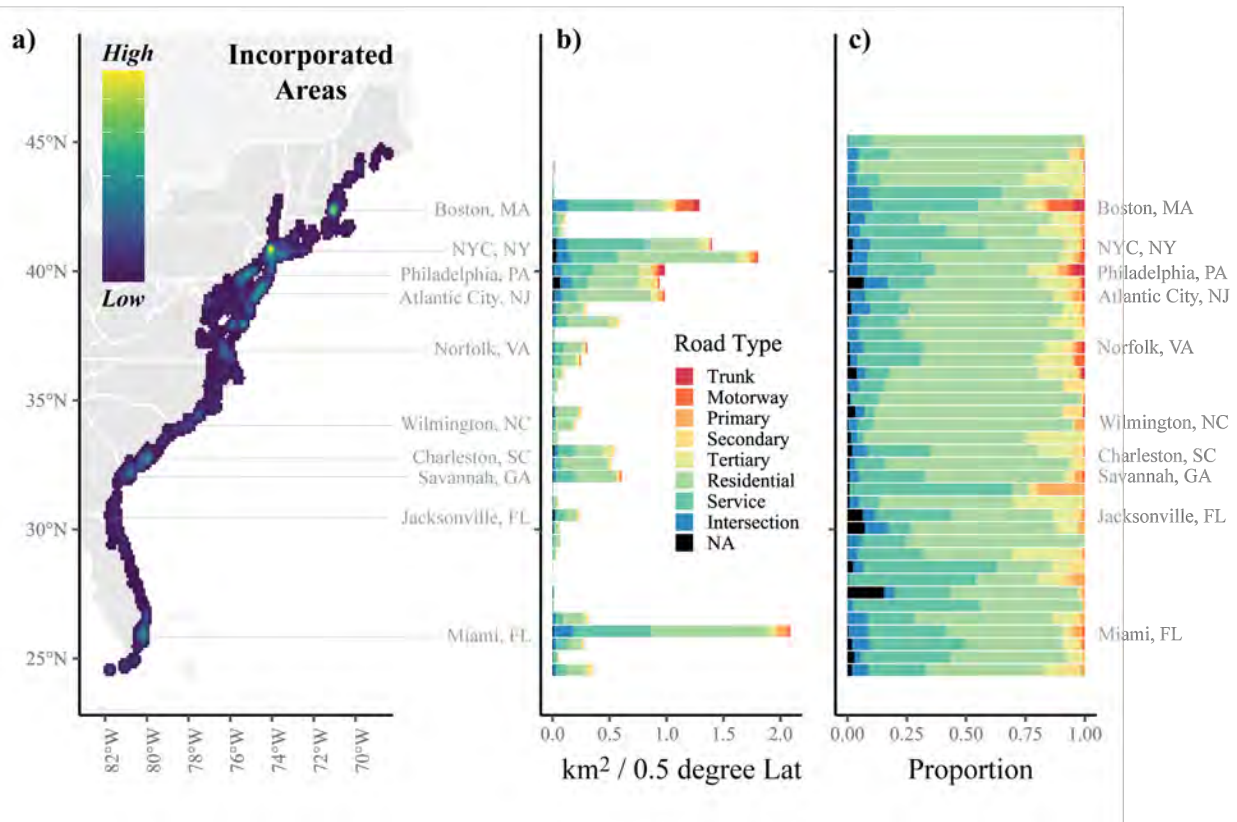 a)
High
Low
Incorporated
Areas
45°N
40°N
35°N
30°N
25°N
82°W
80°W
78°W
76°W
74°W
72°W
70°W
Boston, MA
NYC, NY
Philadelphia, PA
Atlantic City, NJ
Norfolk, VA
Wilmington, NC
Charleston, SC
Savannah, GA
Jacksonville, FL
Miami, FL
b)
Road Type
Trunk
Motorway
Primary
Secondary
Tertiary
Residential
Service
Intersection
NA
0.0
0.5
1.0
1.5
2.0
km² / 0.5 degree Lat
c)
0.00
0.25
0.50
0.75
1.00
Proportion
Boston, MA
NYC, NY
Philadelphia, PA
Atlantic City, NJ
Norfolk, VA
Wilmington, NC
Charleston, SC
Savannah, GA
Jacksonville, FL
Miami, FL